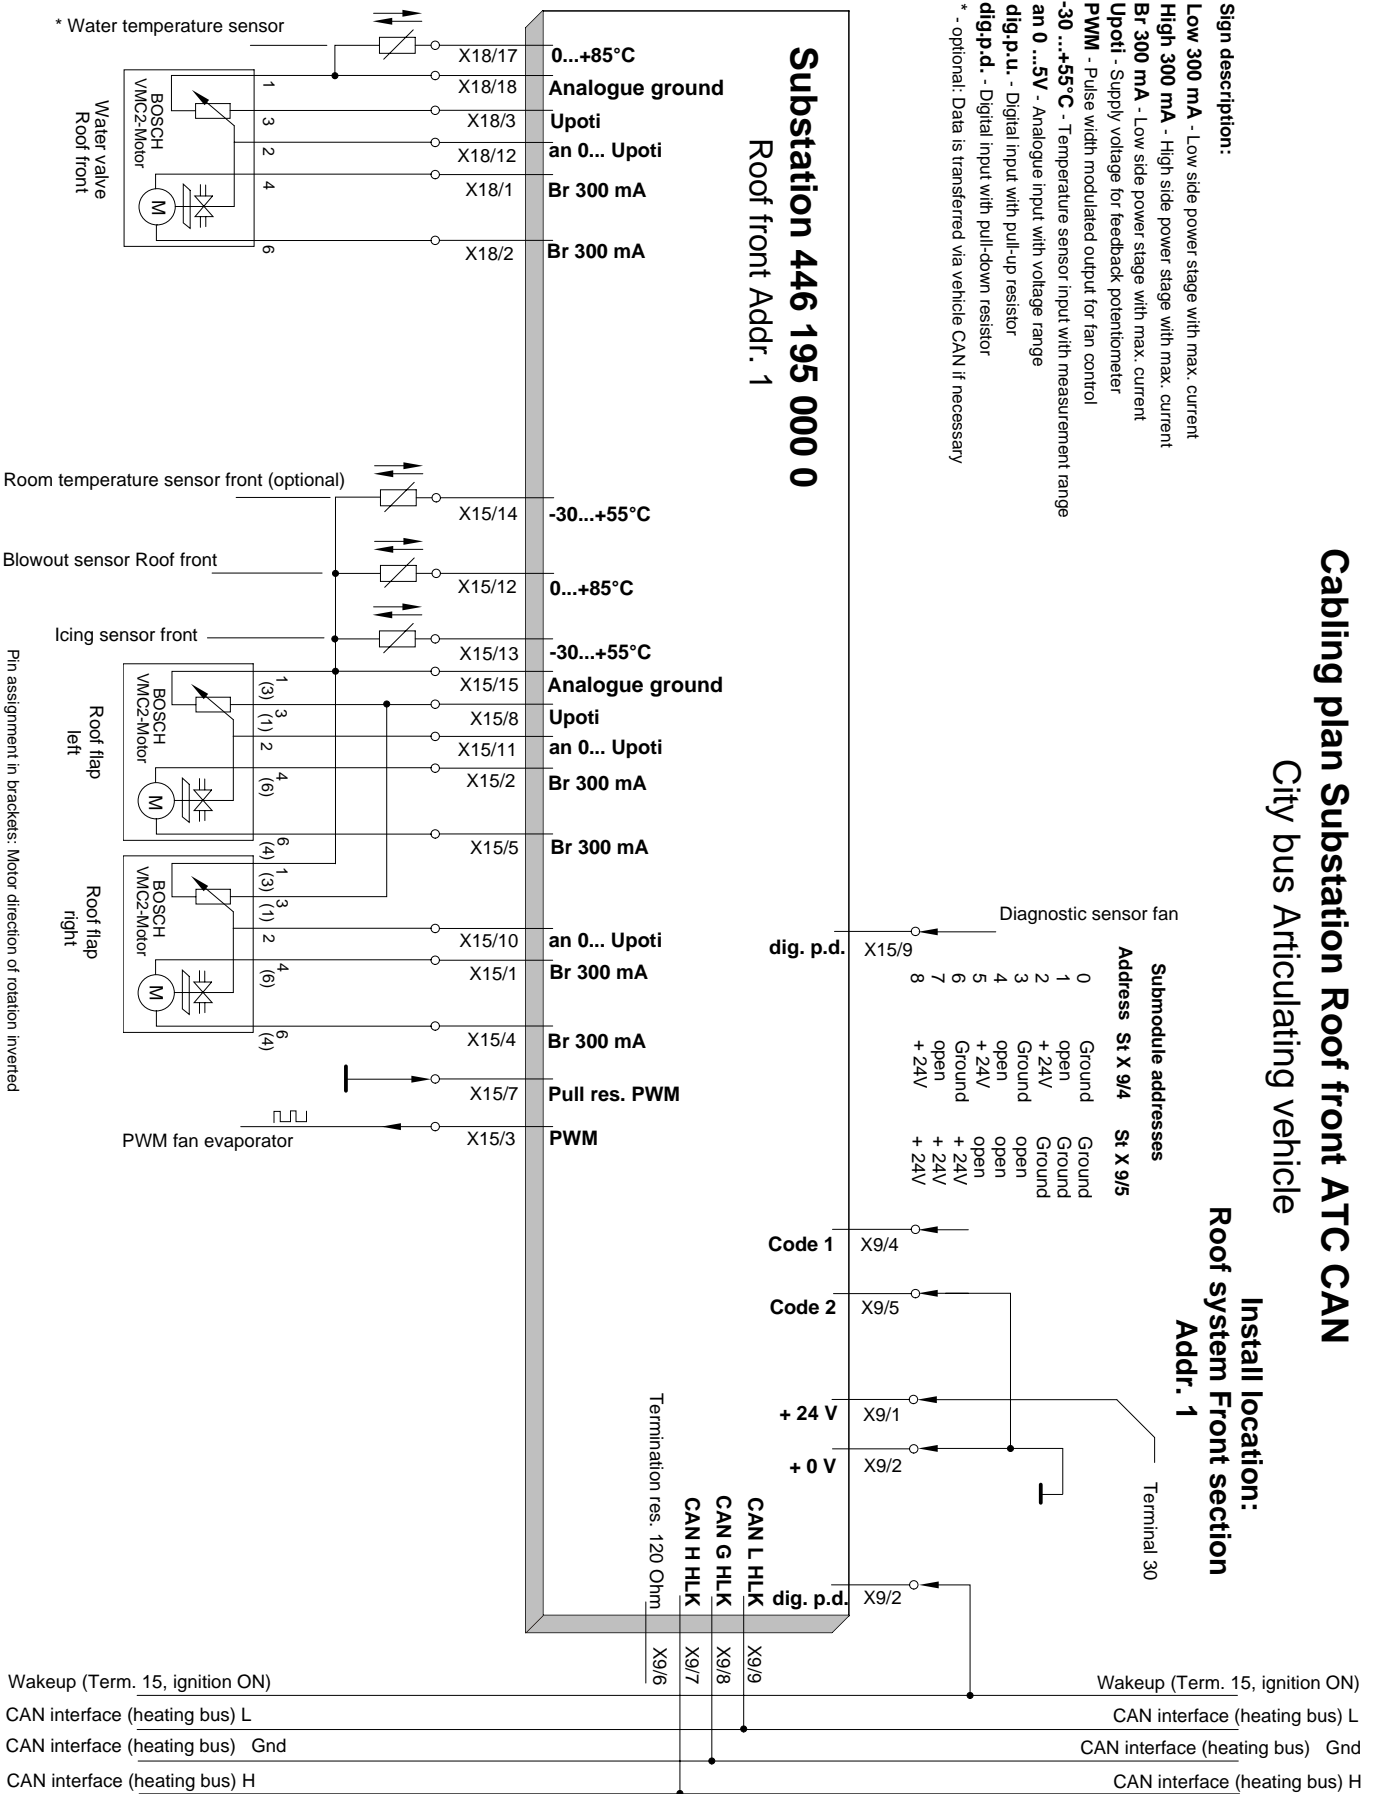 Cabling plan Substation Roof front ATC CAN
City bus Articulating vehicle
Install location:
Roof system Front section
Addr. 1
Sign description:
Low 300 mA - Low side power stage with max. current
High 300 mA - High side power stage with max. current
Br 300 mA - Low side power stage with max. current
Upoti - Supply voltage for feedback potentiometer
PWM - Pulse width modulated output for fan control
-30 ...+55°C - Temperature sensor input with measurement range
an 0 ...5V - Analogue input with voltage range
dig.p.u. - Digital input with pull-up resistor
dig.p.d. - Digital input with pull-down resistor
* - optional: Data is transferred via vehicle CAN if necessary
Substation 446 195 000 0
Roof front Addr. 1
* Water temperature sensor
X18/17 0...+85°C
X18/18 Analogue ground
X18/3 Upoti
X18/12 an 0... Upoti
X18/1 Br 300 mA
X18/2 Br 300 mA
1
3
2
4
6
BOSCH
VMC2-Motor
M
Water valve
Roof front
Room temperature sensor front (optional)
X15/14 -30...+55°C
Blowout sensor Roof front
X15/12 0...+85°C
Icing sensor front
X15/13 -30...+55°C
X15/15 Analogue ground
X15/8 Upoti
X15/11 an 0... Upoti
X15/2 Br 300 mA
X15/5 Br 300 mA
1
(3)
3
(1)
2
4
(6)
6
(4)
BOSCH
VMC2-Motor
M
Roof flap
left
X15/10 an 0... Upoti
X15/1 Br 300 mA
X15/4 Br 300 mA
1
(3)
3
(1)
2
4
(6)
6
(4)
BOSCH
VMC2-Motor
M
Roof flap
right
Pin assignment in brackets: Motor direction of rotation inverted
X15/7 Pull res. PWM
PWM fan evaporator
X15/3 PWM
Diagnostic sensor fan
dig. p.d. X15/9
Submodule addresses
Address St X 9/4 St X 9/5
0 Ground Ground
1 open Ground
2 + 24V Ground
3 Ground open
4 open open
5 + 24V open
6 Ground + 24V
7 open + 24V
8 + 24V + 24V
Code 1 X9/4
Code 2 X9/5
+ 24 V X9/1
+ 0 V X9/2
Terminal 30
dig. p.d. X9/2
CAN L HLK X9/9
CAN G HLK X9/8
CAN H HLK X9/7
Termination res. 120 Ohm X9/6
Wakeup (Term. 15, ignition ON) Wakeup (Term. 15, ignition ON)
CAN interface (heating bus) L CAN interface (heating bus) L
CAN interface (heating bus) Gnd CAN interface (heating bus) Gnd
CAN interface (heating bus) H CAN interface (heating bus) H